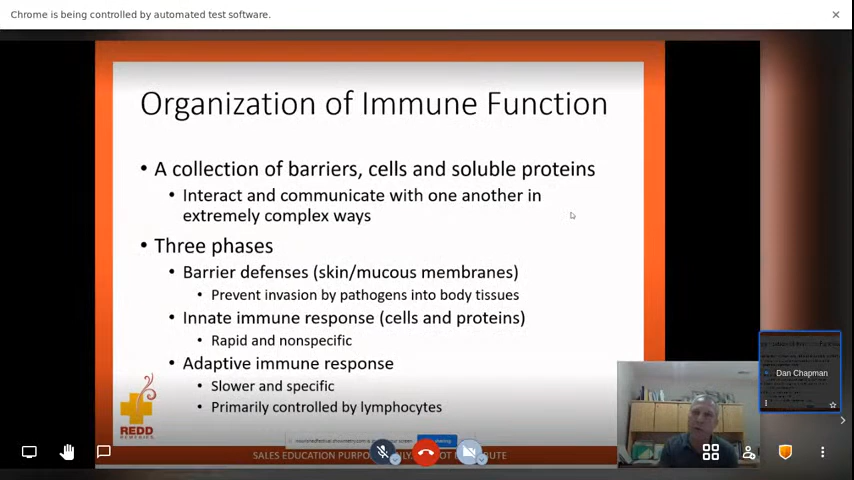 Chrome is being controlled by automated test software.
Organization of Immune Function
• A collection of barriers, cells and soluble proteins
• Interact and communicate with one another in
extremely complex ways
• Three phases
• Barrier defenses (skin/mucous membranes)
• Prevent invasion by pathogens into body tissues
• Innate immune response (cells and proteins)
• Rapid and nonspecific
• Adaptive immune response
• Slower and specific
• Primarily controlled by lymphocytes
Dan Chapman
REDD
REMEDIES
SALES EDUCATION PURPO